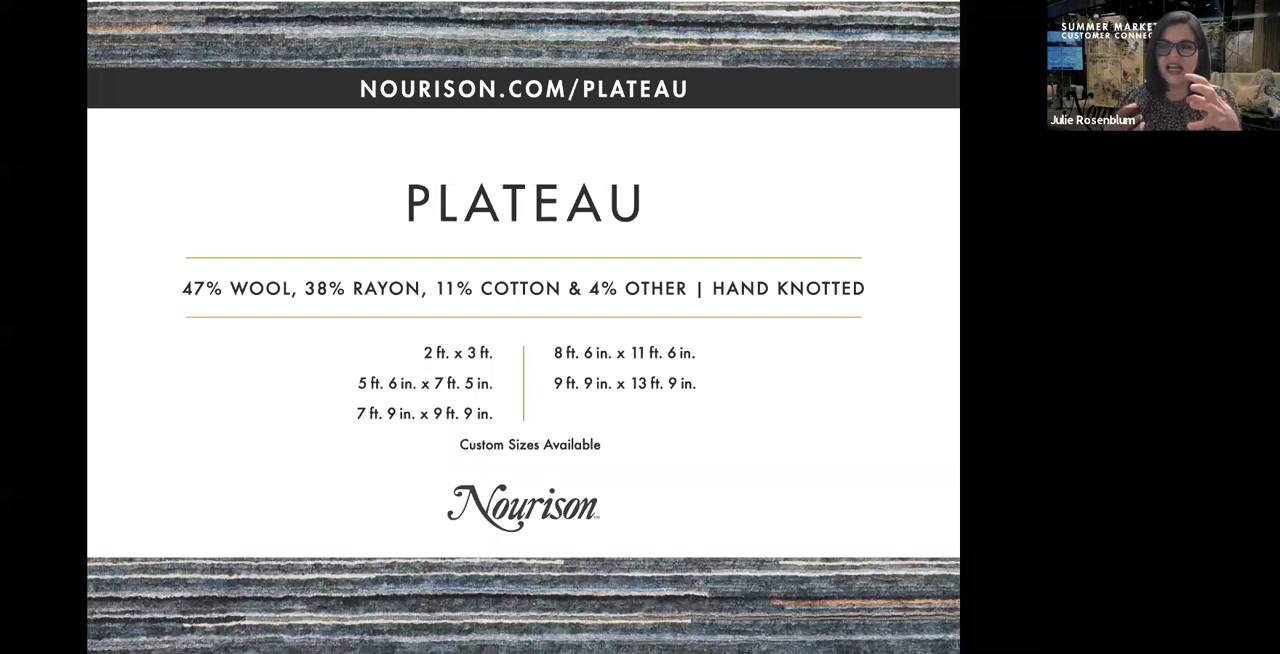 NOURISON.COM/PLATEAU
PLATEAU
47% WOOL, 38% RAYON, 11% COTTON & 4% OTHER | HAND KNOTTED
2 ft. x 3 ft.
5 ft. 6 in. x 7 ft. 5 in.
7 ft. 9 in. x 9 ft. 9 in.
8 ft. 6 in. x 11 ft. 6 in.
9 ft. 9 in. x 13 ft. 9 in.
Custom Sizes Available
Nourison
SUMMER MARKET
CUSTOMER CONNEC
Julie Rosenblum